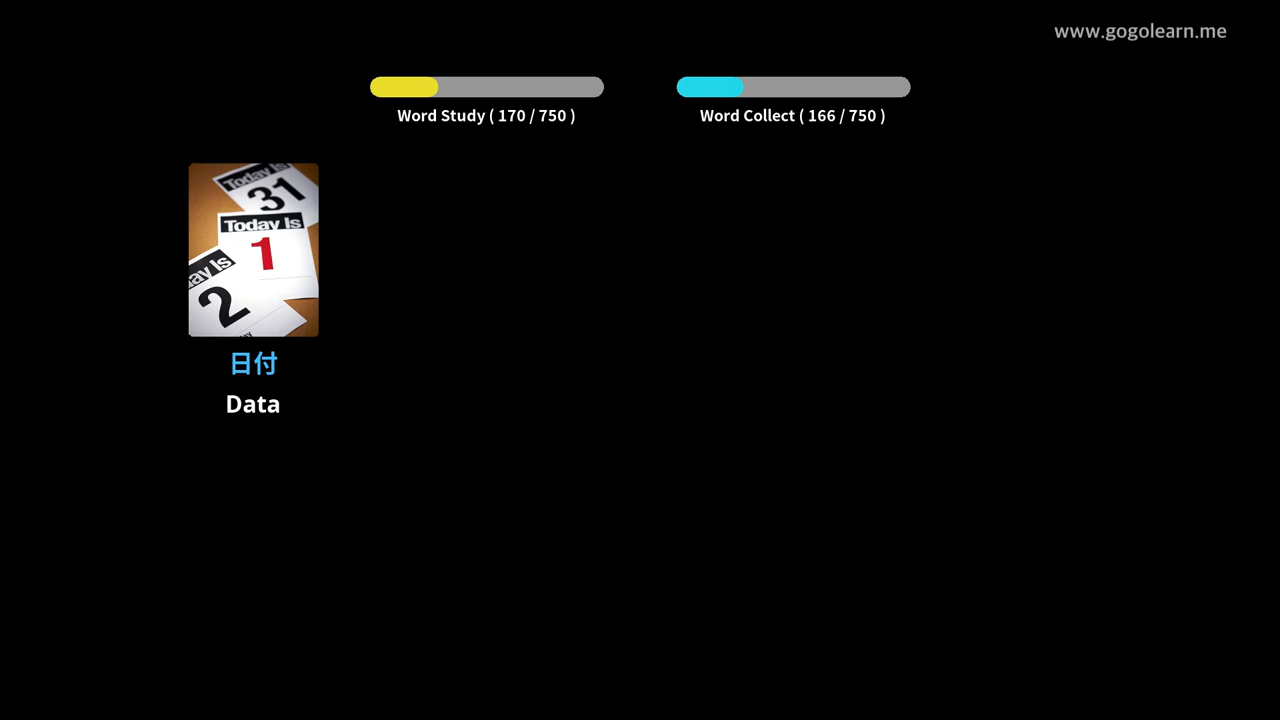 www.gogolearn.me
Word Study ( 170 / 750 )
Word Collect ( 166 / 750 )
Today Is
31
Today Is
1
ay Is
2
日付
Data